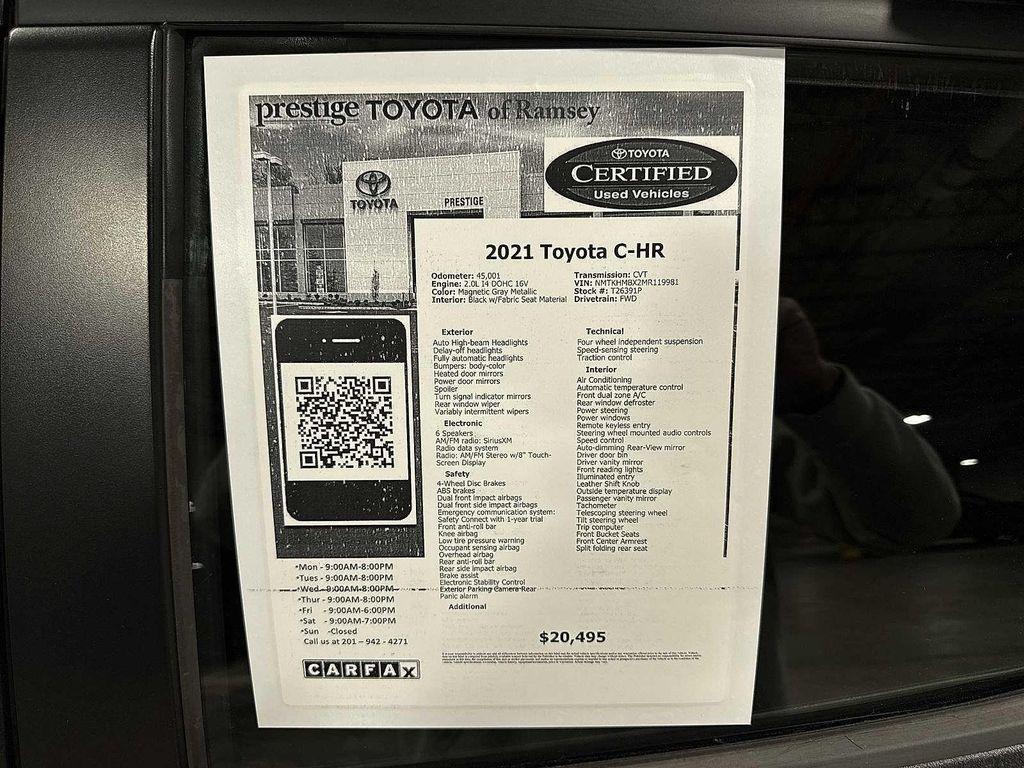 prestige TOYOTA of Ramsey
TOYOTA
CERTIFIED
Used Vehicles
TOYOTA
PRESTIGE
2021 Toyota C-HR
Odometer: 45,001
Engine: 2.0L I4 DOHC 16V
Color: Magnetic Gray Metallic
Interior: Black w/Fabric Seat Material
Transmission: CVT
VIN: NMTKHMBX2MR119981
Stock #: T26391P
Drivetrain: FWD
Exterior
Auto High-beam Headlights
Delay-off headlights
Fully automatic headlights
Bumpers: body-color
Heated door mirrors
Power door mirrors
Spoiler
Turn signal indicator mirrors
Rear window wiper
Variably intermittent wipers
Electronic
6 Speakers
AM/FM radio: SiriusXM
Radio data system
Radio: AM/FM Stereo w/8" Touch-
Screen Display
Safety
4-Wheel Disc Brakes
ABS brakes
Dual front impact airbags
Dual front side impact airbags
Emergency communication system:
Safety Connect with 1-year trial
Front anti-roll bar
Knee airbag
Low tire pressure warning
Occupant sensing airbag
Overhead airbag
Rear anti-roll bar
Rear side impact airbag
Brake assist
Electronic Stability Control
Exterior Parking Camera Rear
Panic alarm
Additional
Technical
Four wheel independent suspension
Speed-sensing steering
Traction control
Interior
Air Conditioning
Automatic temperature control
Front dual zone A/C
Rear window defroster
Power steering
Power windows
Remote keyless entry
Steering wheel mounted audio controls
Speed control
Auto-dimming Rear-View mirror
Driver door bin
Driver vanity mirror
Front reading lights
Illuminated entry
Leather Shift Knob
Outside temperature display
Passenger vanity mirror
Tachometer
Telescoping steering wheel
Tilt steering wheel
Trip computer
Front Bucket Seats
Front Center Armrest
Split folding rear seat
•Mon - 9:00AM-8:00PM
•Tues - 9:00AM-8:00PM
•Wed - 9:00AM-8:00PM
•Thur - 9:00AM-8:00PM
•Fri - 9:00AM-6:00PM
•Sat - 9:00AM-7:00PM
•Sun -Closed
Call us at 201 – 942 - 4271
CARFAX
$20,495